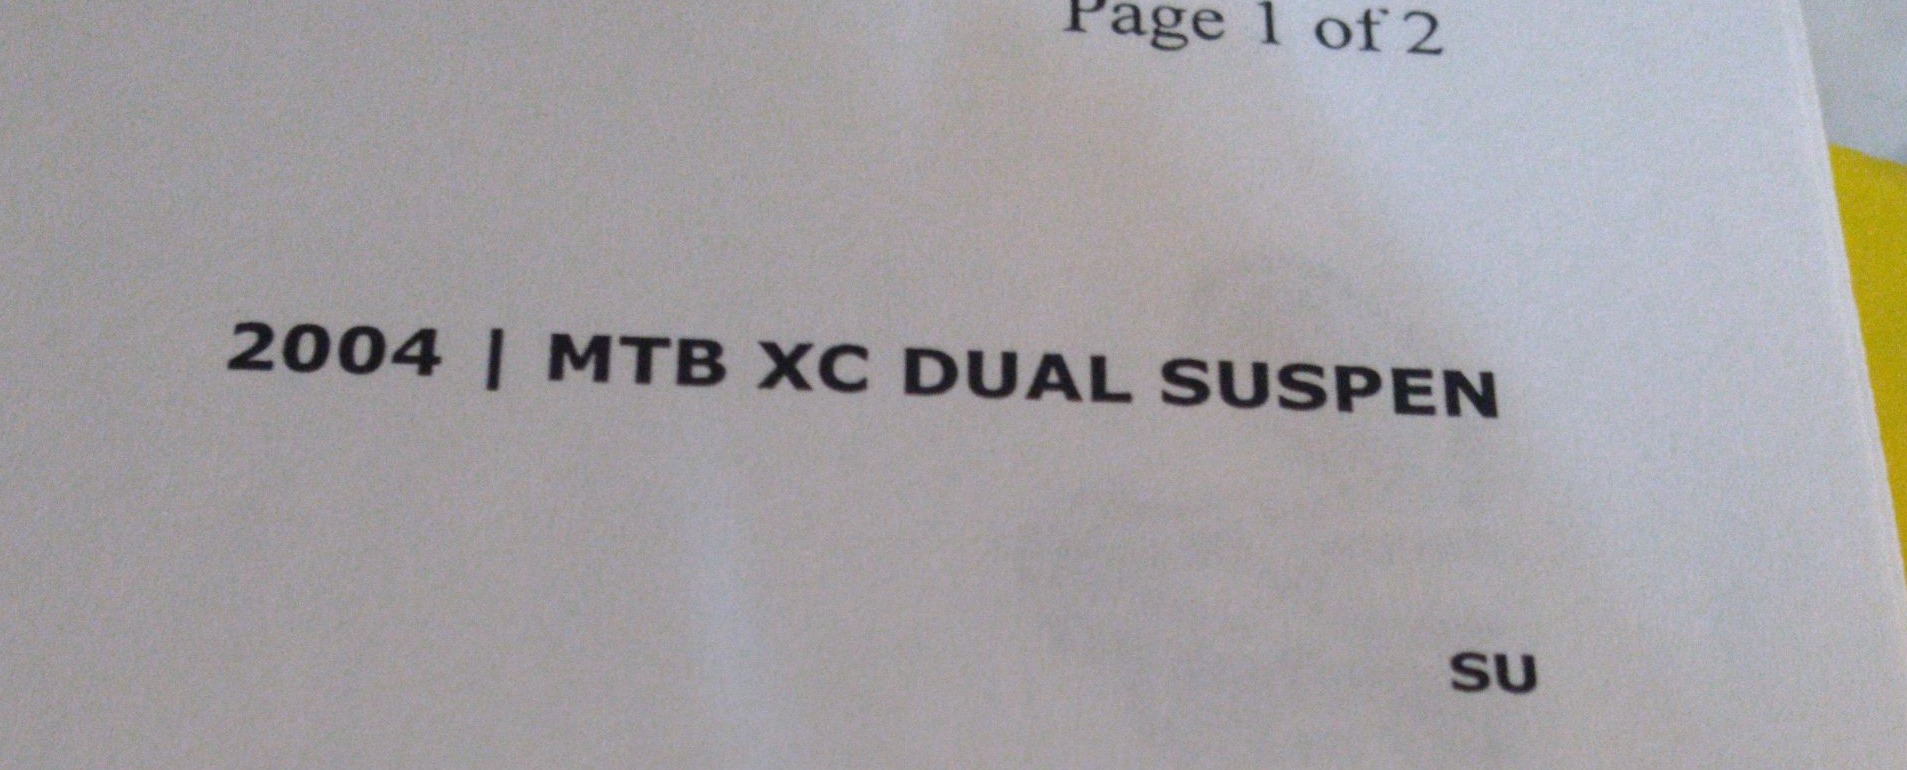 Page 1 of 2
2004 | MTB XC DUAL SUSPEN
SU